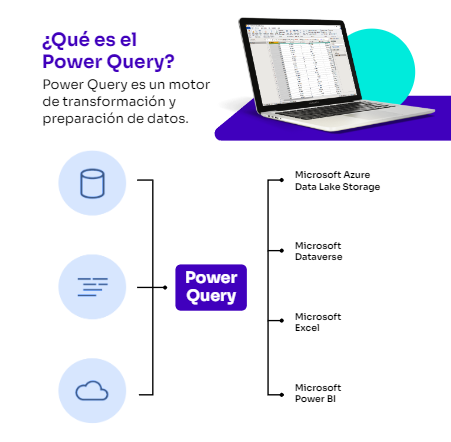 ¿Qué es el
Power Query?
Power Query es un motor
de transformación y
preparación de datos.
Microsoft Azure
Data Lake Storage
Microsoft
Dataverse
Power
Query
Microsoft
Excel
Microsoft
Power BI